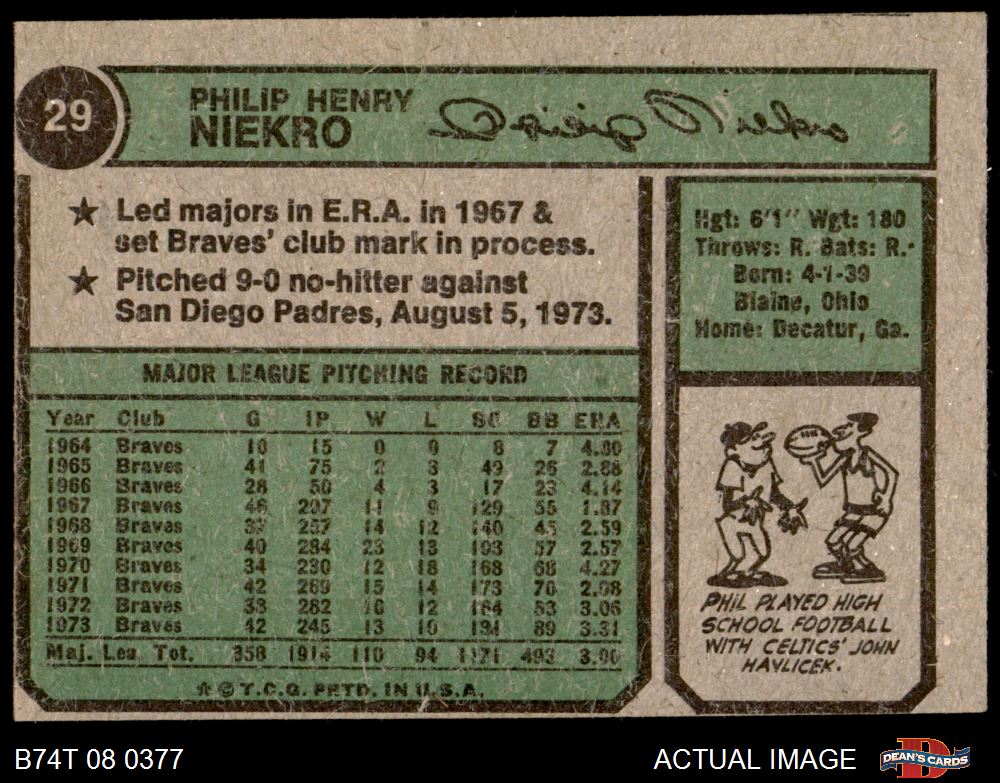 29
PHILIP HENRY
NIEKRO
★ Led majors in E.R.A. in 1967 &
set Braves' club mark in process.
★ Pitched 9-0 no-hitter against
San Diego Padres, August 5, 1973.
Hgt: 6'1" Wgt: 180
Throws: R. Bats: R.
Born: 4-1-39
Blaine, Ohio
Home: Decatur, Ga.
MAJOR LEAGUE PITCHING RECORD
Year Club G IP W L SO BB ERA
1964 Braves 10 15 0 0 8 7 4.80
1965 Braves 41 75 2 3 49 26 2.88
1966 Braves 28 50 4 3 17 23 4.14
1967 Braves 46 207 11 9 129 55 1.87
1968 Braves 37 257 14 12 140 45 2.59
1969 Braves 40 284 23 13 193 57 2.57
1970 Braves 34 230 12 18 168 68 4.27
1971 Braves 42 269 15 14 173 70 2.98
1972 Braves 38 282 16 12 164 53 3.06
1973 Braves 42 245 13 10 131 89 3.31
Maj. Lea. Tot. 358 1914 110 94 1171 493 3.00
★ © T.C.G. PRTD. IN U.S.A.
PHIL PLAYED HIGH
SCHOOL FOOTBALL
WITH CELTICS' JOHN
HAVLICEK.
B74T 08 0377
ACTUAL IMAGE
DEAN'S CARDS